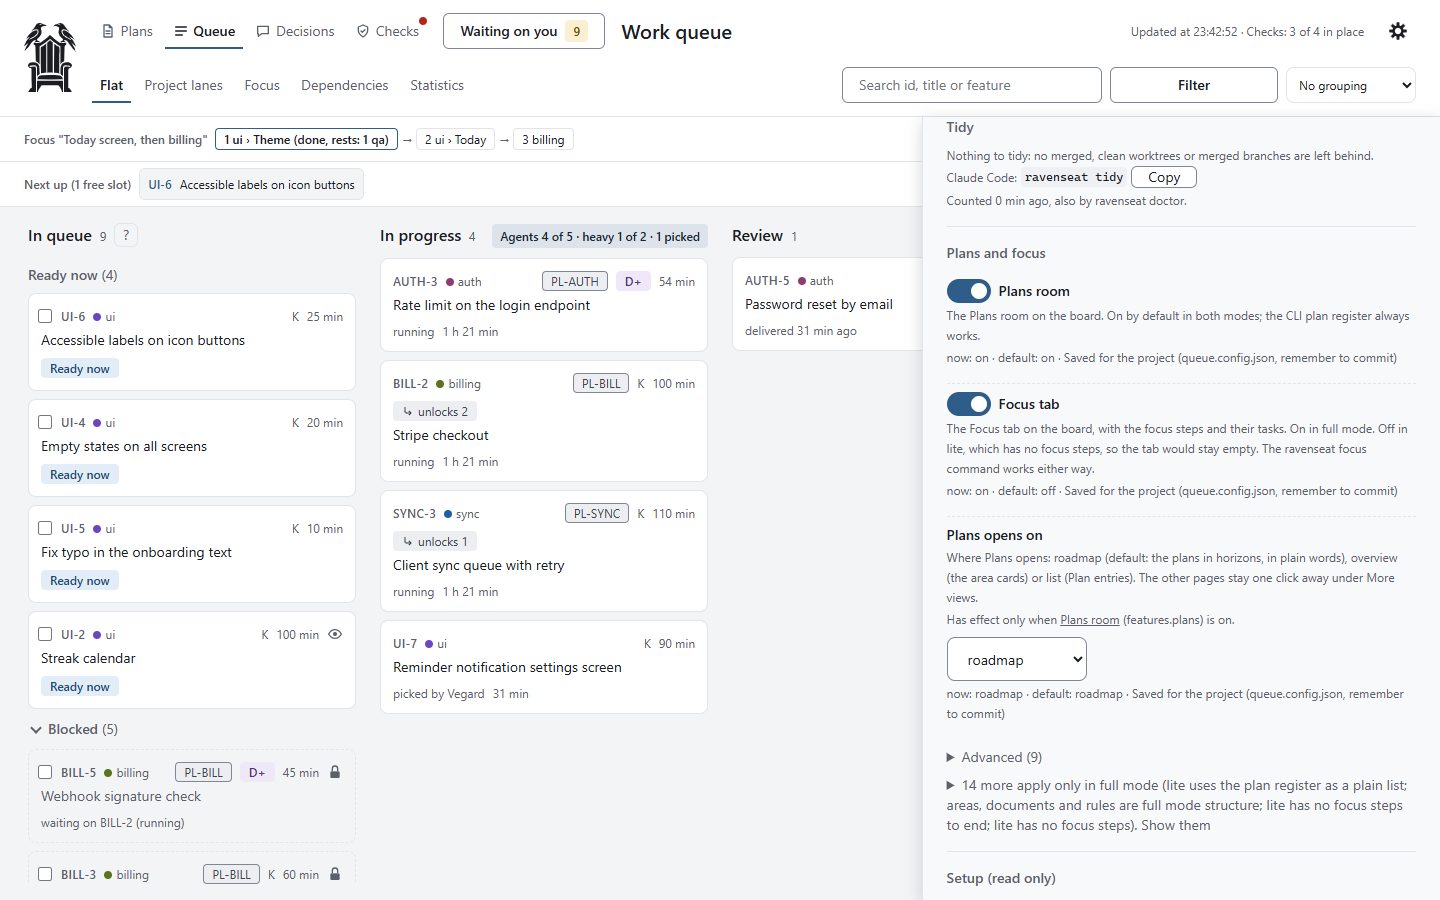 Plans
Queue
Decisions
Checks
Waiting on you 9
Work queue
Updated at 23:42:52 · Checks: 3 of 4 in place
Flat
Project lanes
Focus
Dependencies
Statistics
Search id, title or feature
Filter
No grouping
Focus "Today screen, then billing" 1 ui › Theme (done, rests: 1 qa) → 2 ui › Today → 3 billing
Next up (1 free slot) UI-6 Accessible labels on icon buttons
In queue 9 ?
Ready now (4)
UI-6 ui K 25 min
Accessible labels on icon buttons
Ready now
UI-4 ui K 20 min
Empty states on all screens
Ready now
UI-5 ui K 10 min
Fix typo in the onboarding text
Ready now
UI-2 ui K 100 min
Streak calendar
Ready now
Blocked (5)
BILL-5 billing PL-BILL D+ 45 min
Webhook signature check
waiting on BILL-2 (running)
BILL-3 billing PL-BILL K 60 min
In progress 4 Agents 4 of 5 · heavy 1 of 2 · 1 picked
AUTH-3 auth PL-AUTH D+ 54 min
Rate limit on the login endpoint
running 1 h 21 min
BILL-2 billing PL-BILL K 100 min
↳ unlocks 2
Stripe checkout
running 1 h 21 min
SYNC-3 sync PL-SYNC K 110 min
↳ unlocks 1
Client sync queue with retry
running 1 h 21 min
UI-7 ui K 90 min
Reminder notification settings screen
picked by Vegard 31 min
Review 1
AUTH-5 auth
Password reset by email
delivered 31 min ago
Tidy
Nothing to tidy: no merged, clean worktrees or merged branches are left behind.
Claude Code: ravenseat tidy Copy
Counted 0 min ago, also by ravenseat doctor.
Plans and focus
Plans room
The Plans room on the board. On by default in both modes; the CLI plan register always
works.
now: on · default: on · Saved for the project (queue.config.json, remember to commit)
Focus tab
The Focus tab on the board, with the focus steps and their tasks. On in full mode. Off in
lite, which has no focus steps, so the tab would stay empty. The ravenseat focus
command works either way.
now: on · default: off · Saved for the project (queue.config.json, remember to commit)
Plans opens on
Where Plans opens: roadmap (default: the plans in horizons, in plain words), overview
(the area cards) or list (Plan entries). The other pages stay one click away under More
views.
Has effect only when Plans room (features.plans) is on.
roadmap
now: roadmap · default: roadmap · Saved for the project (queue.config.json, remember
to commit)
Advanced (9)
14 more apply only in full mode (lite uses the plan register as a plain list;
areas, documents and rules are full mode structure; lite has no focus steps
to end; lite has no focus steps). Show them
Setup (read only)